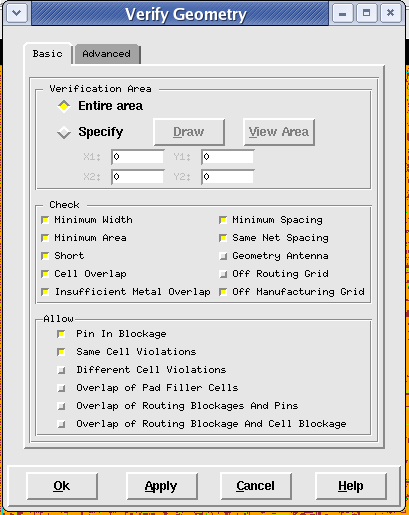 Verify Geometry
Basic Advanced
Verification Area
Entire area
Specify Draw View Area
X1: 0 Y1: 0
X2: 0 Y2: 0
Check
Minimum Width Minimum Spacing
Minimum Area Same Net Spacing
Short Geometry Antenna
Cell Overlap Off Routing Grid
Insufficient Metal Overlap Off Manufacturing Grid
Allow
Pin In Blockage
Same Cell Violations
Different Cell Violations
Overlap of Pad Filler Cells
Overlap of Routing Blockages And Pins
Overlap of Routing Blockage And Cell Blockage
Ok Apply Cancel Help